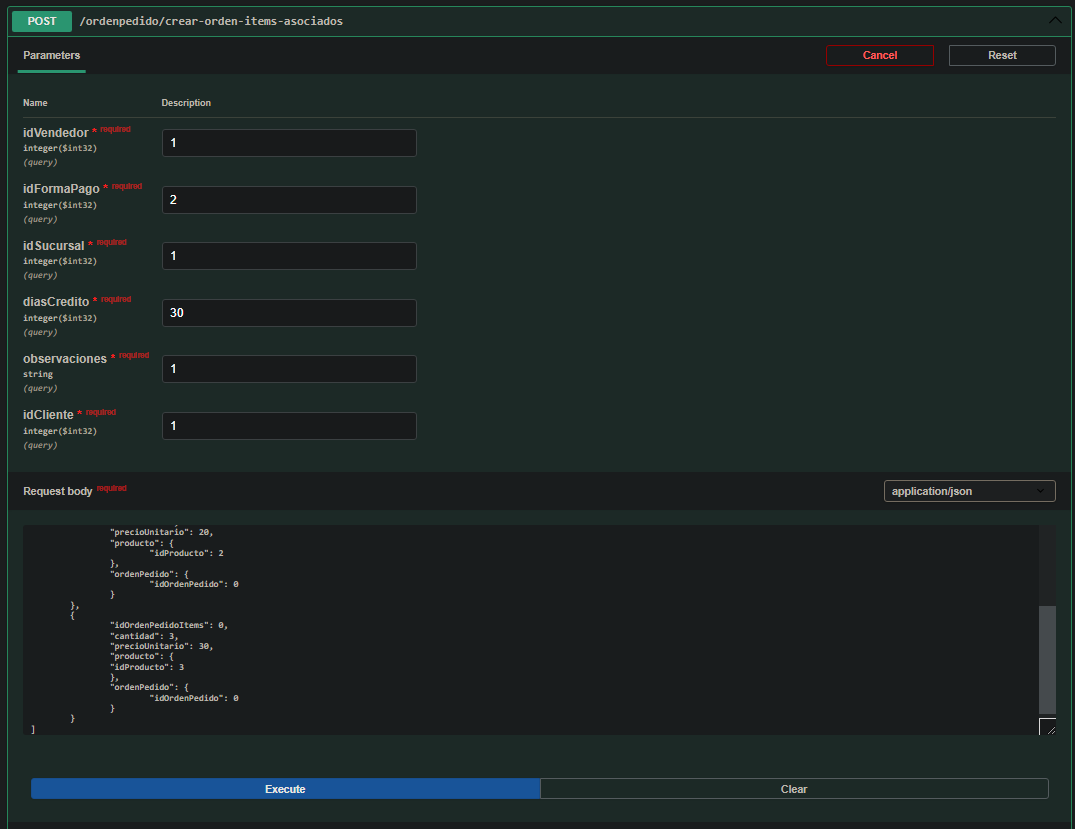 POST /ordenpedido/crear-orden-items-asociados
Parameters
Cancel
Reset
Name Description
idVendedor * required
integer($int32)
(query)
1
idFormaPago * required
integer($int32)
(query)
2
idSucursal * required
integer($int32)
(query)
1
diasCredito * required
integer($int32)
(query)
30
observaciones * required
string
(query)
1
idCliente * required
integer($int32)
(query)
1
Request body required
application/json
"precioUnitario": 20,
"producto": {
"idProducto": 2
},
"ordenPedido": {
"idOrdenPedido": 0
}
},
{
"idOrdenPedidoItems": 0,
"cantidad": 3,
"precioUnitario": 30,
"producto": {
"idProducto": 3
},
"ordenPedido": {
"idOrdenPedido": 0
}
}
]
Execute
Clear